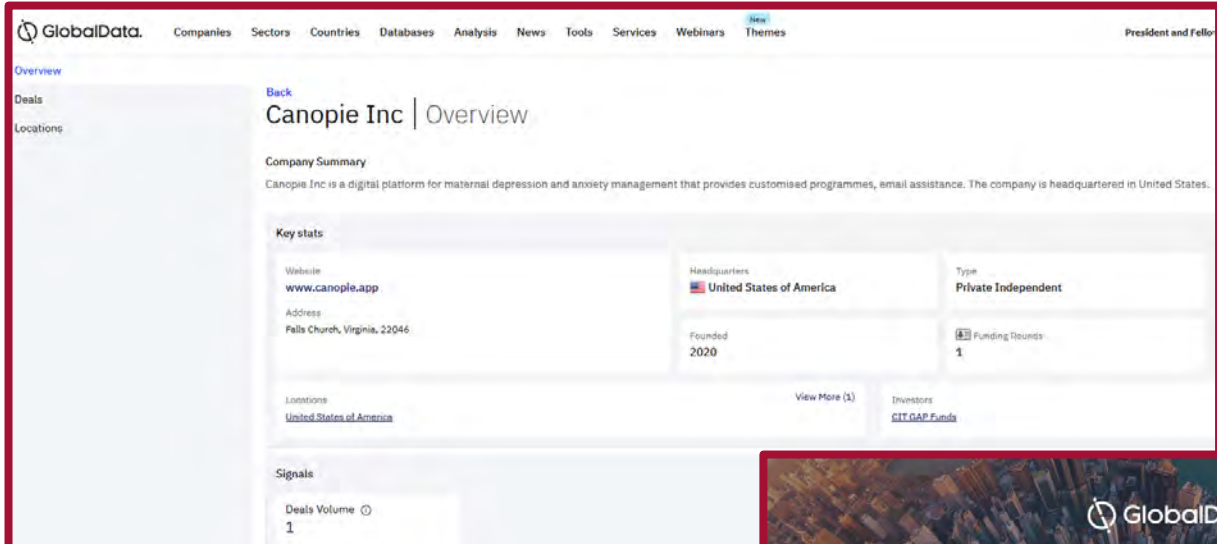 GlobalData.
Companies Sectors Countries Databases Analysis News Tools Services Webinars New Themes
President and Fello
Overview
Deals
Locations
Back
Canopie Inc | Overview
Company Summary
Canopie Inc is a digital platform for maternal depression and anxiety management that provides customised programmes, email assistance. The company is headquartered in United States.
Key stats
Website
www.canopie.app
Address
Falls Church, Virginia, 22046
Headquarters
United States of America
Type
Private Independent
Founded
2020
Funding Rounds
1
Locations
View More (1)
United States of America
Investors
CIT GAP Funds
Signals
Deals Volume
1
GlobalD